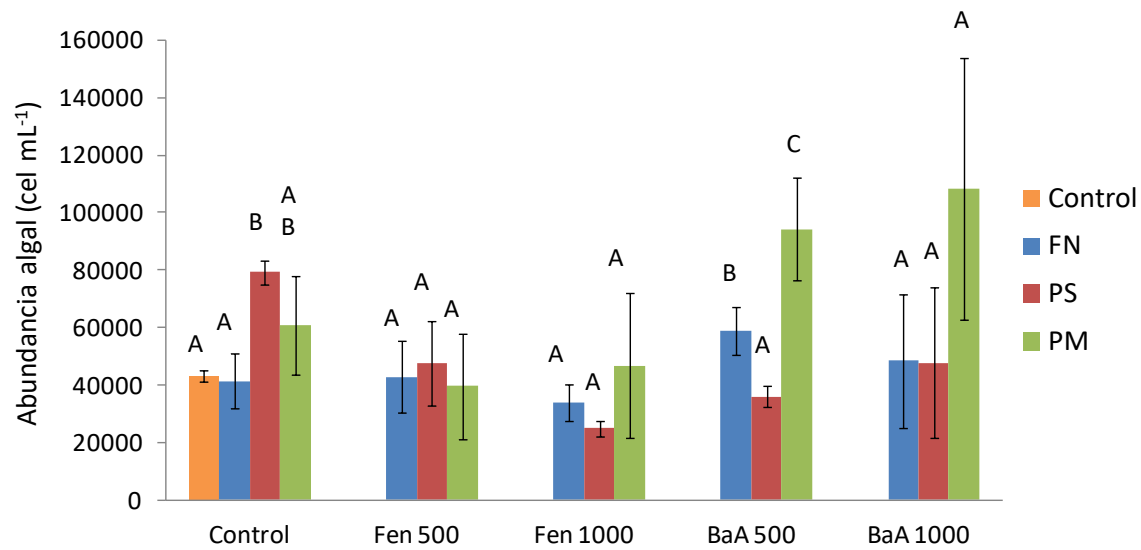 Abundancia algal (cel mL-1)
160000
140000
120000
100000
80000
60000
40000
20000
0
A
A
B
A
B
A
A
A
A
A
A
B
A
C
A
A
A
Control
Fen 500
Fen 1000
BaA 500
BaA 1000
Control
FN
PS
PM